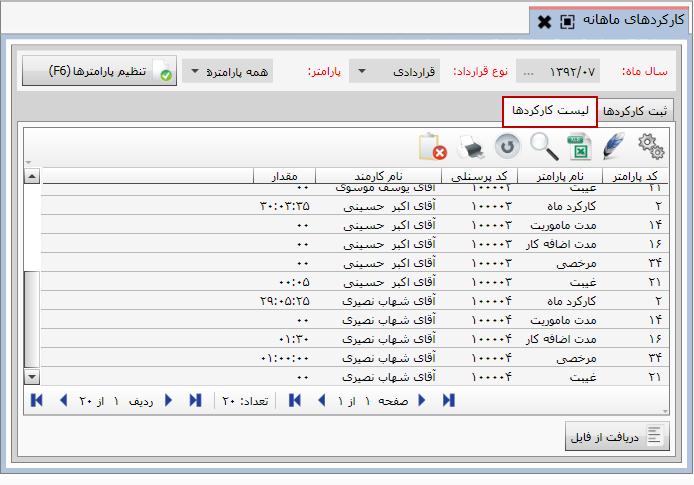 کارکردهای ماهانه
سال ماه: ۱۳۹۲/۰۷ ... نوع قرارداد: قراردادی پارامتر: همه پارامترها تنظیم پارامترها (F6)
ثبت کارکردها لیست کارکردها
کد پارامتر نام پارامتر کد پرسنلی نام کارمند مقدار
۲۱ غیبت ۱۰۰۰۰۲ آقای یوسف موسوی ۰۰
۲ کارکرد ماه ۱۰۰۰۰۳ آقای اکبر حسینی ۳۰:۰۳:۳۵
۱۴ مدت ماموریت ۱۰۰۰۰۳ آقای اکبر حسینی ۰۰
۱۶ مدت اضافه کار ۱۰۰۰۰۳ آقای اکبر حسینی ۰۰
۳۴ مرخصی ۱۰۰۰۰۳ آقای اکبر حسینی ۰۰
۲۱ غیبت ۱۰۰۰۰۳ آقای اکبر حسینی ۰۰:۰۵
۲ کارکرد ماه ۱۰۰۰۰۴ آقای شهاب نصیری ۲۹:۰۵:۲۵
۱۴ مدت ماموریت ۱۰۰۰۰۴ آقای شهاب نصیری ۰۰
۱۶ مدت اضافه کار ۱۰۰۰۰۴ آقای شهاب نصیری ۰۱:۳۰
۳۴ مرخصی ۱۰۰۰۰۴ آقای شهاب نصیری ۰۱:۰۰:۰۰
۲۱ غیبت ۱۰۰۰۰۴ آقای شهاب نصیری ۰۰
صفحه ۱ از ۱ تعداد: ۲۰ ردیف ۱ از ۲۰
دریافت از فایل